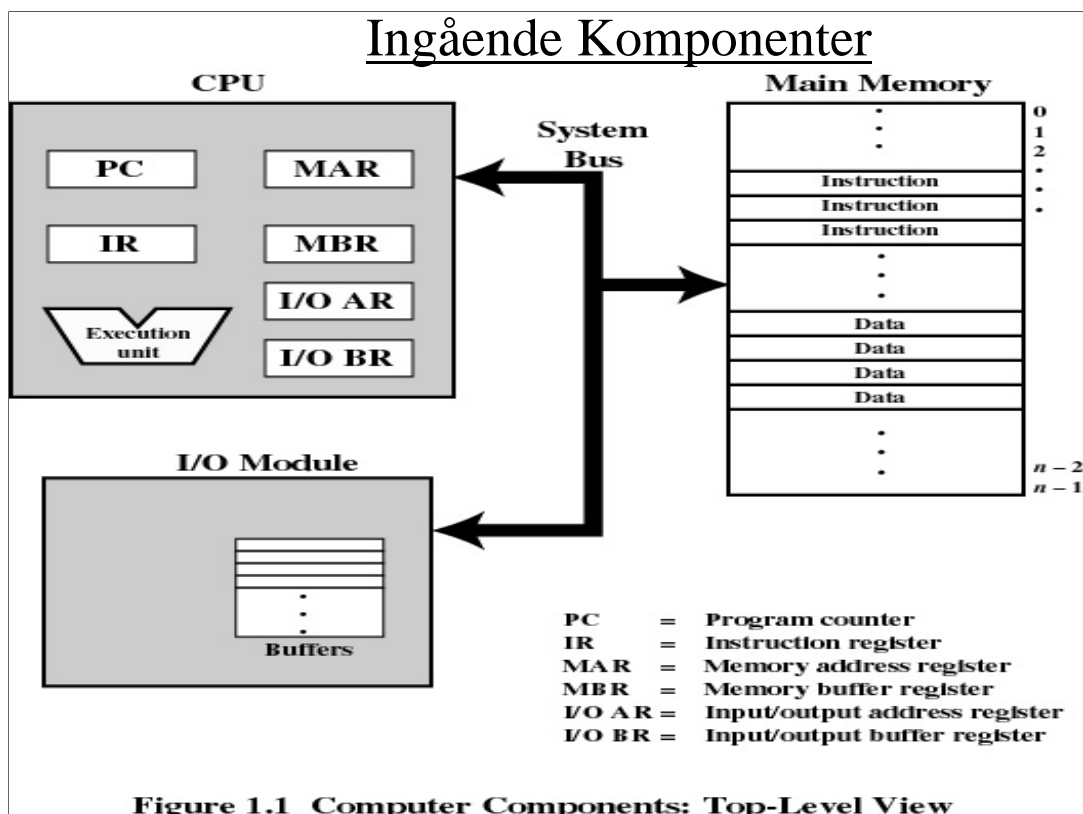 Ingående Komponenter
CPU
Main Memory
System
Bus
PC
MAR
IR
MBR
I/O AR
I/O BR
Execution
unit
0
1
2
Instruction
Instruction
Instruction
Data
Data
Data
Data
n – 2
n – 1
I/O Module
Buffers
PC = Program counter
IR = Instruction register
MAR = Memory address register
MBR = Memory buffer register
I/O AR = Input/output address register
I/O BR = Input/output buffer register
Figure 1.1 Computer Components: Top-Level View